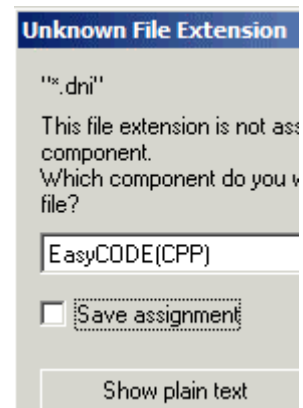 Unknown File Extension
"*.dni"
This file extension is not
component.
Which component do you
file?
EasyCODE(CPP)
Save assignment
Show plain text